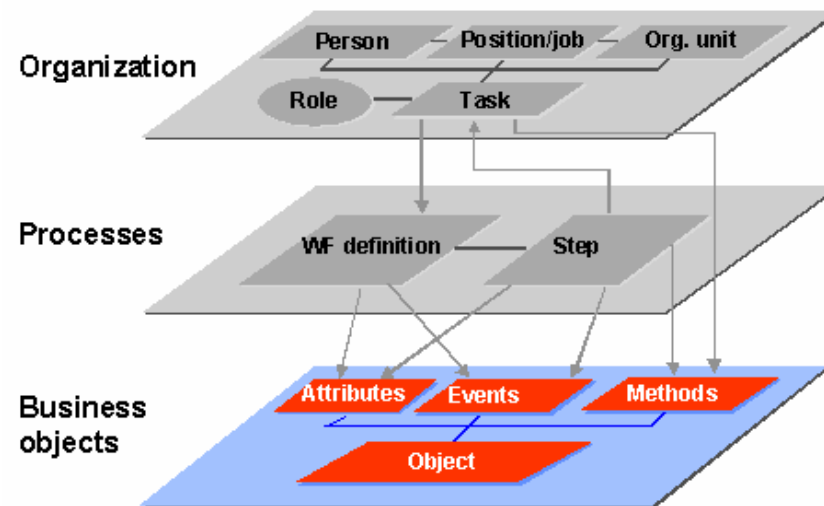 Organization
Person
Position/job
Org. unit
Role
Task
Processes
WF definition
Step
Business
objects
Attributes
Events
Methods
Object